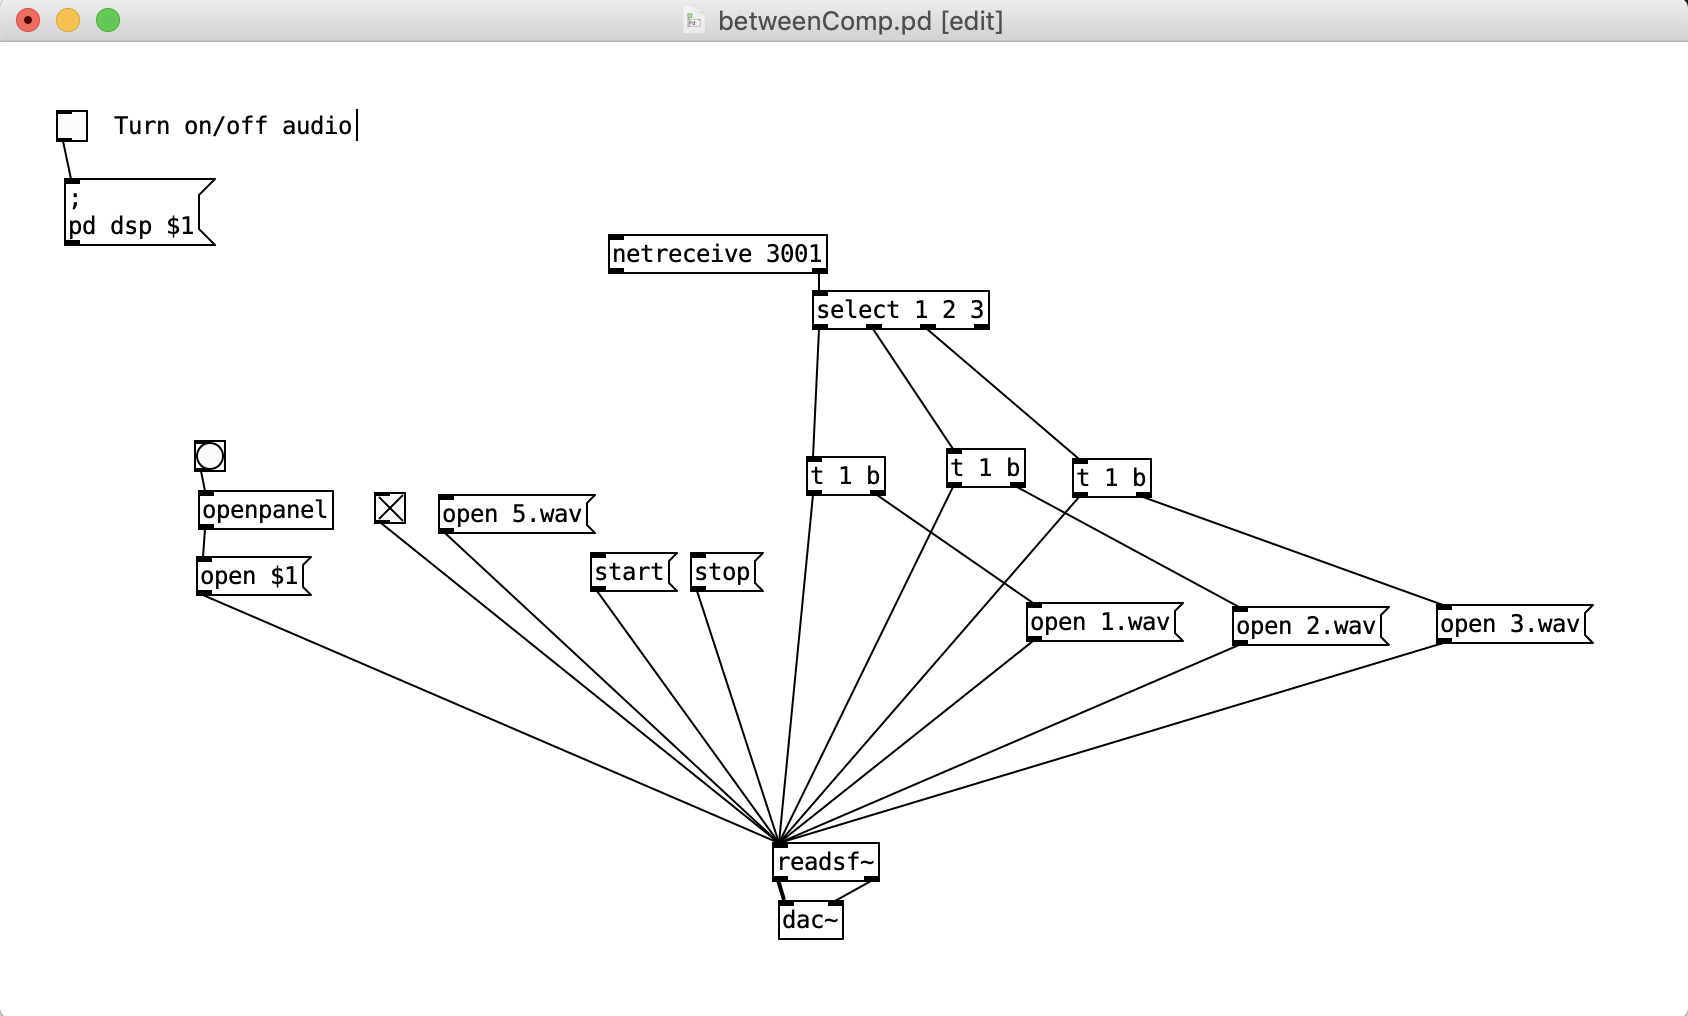 betweenComp.pd [edit]
Turn on/off audio
;
pd dsp $1
netreceive 3001
select 1 2 3
t 1 b
t 1 b
t 1 b
openpanel
open 5.wav
open $1
start
stop
open 1.wav
open 2.wav
open 3.wav
readsf~
dac~